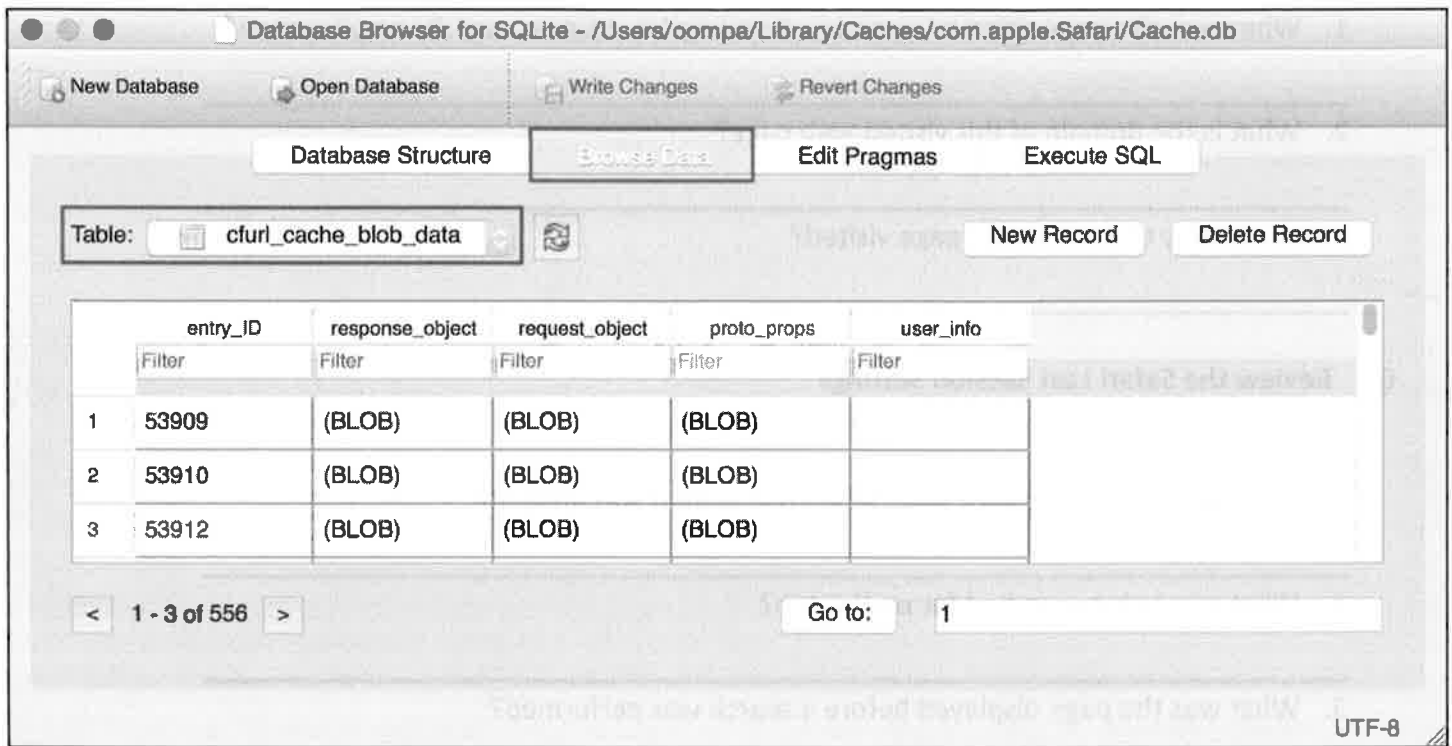 Database Browser for SQLite - /Users/oompa/Library/Caches/com.apple.Safari/Cache.db
New Database Open Database Write Changes Revert Changes
Database Structure Browse Data Edit Pragmas Execute SQL
Table: cfurl_cache_blob_data New Record Delete Record
entry_ID response_object request_object proto_props user_info
Filter Filter Filter Filter Filter
1 53909 (BLOB) (BLOB) (BLOB)
2 53910 (BLOB) (BLOB) (BLOB)
3 53912 (BLOB) (BLOB) (BLOB)
< 1 - 3 of 556 > Go to: 1
UTF-8